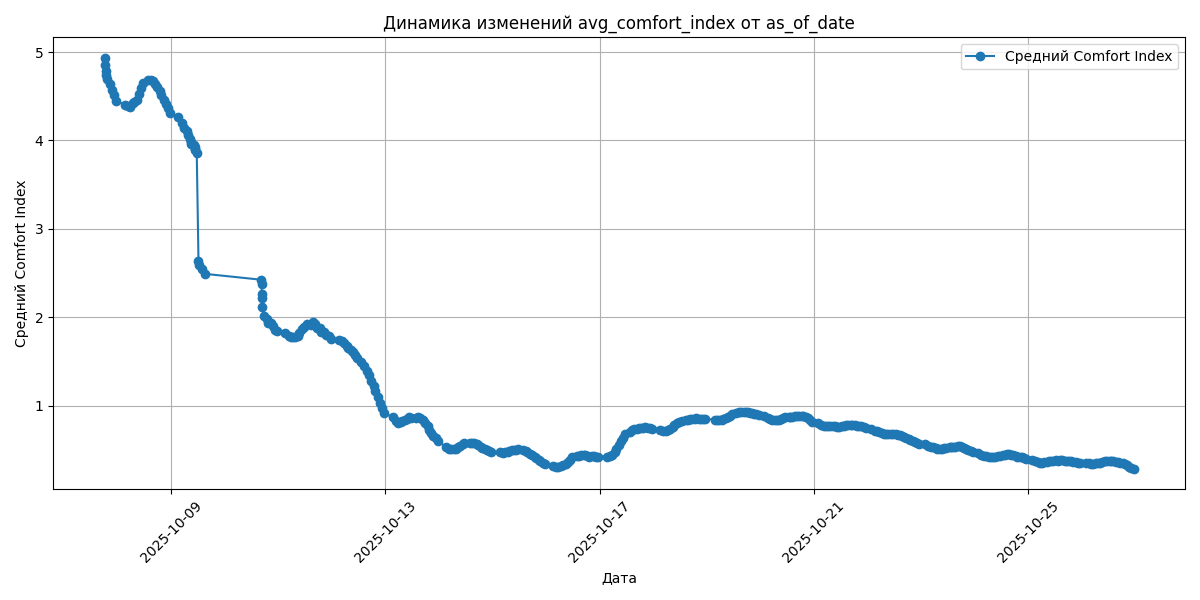 Динамика изменений avg_comfort_index от as_of_date
Средний Comfort Index
Средний Comfort Index
5
4
3
2
1
2025-10-09
2025-10-13
2025-10-17
2025-10-21
2025-10-25
Дата